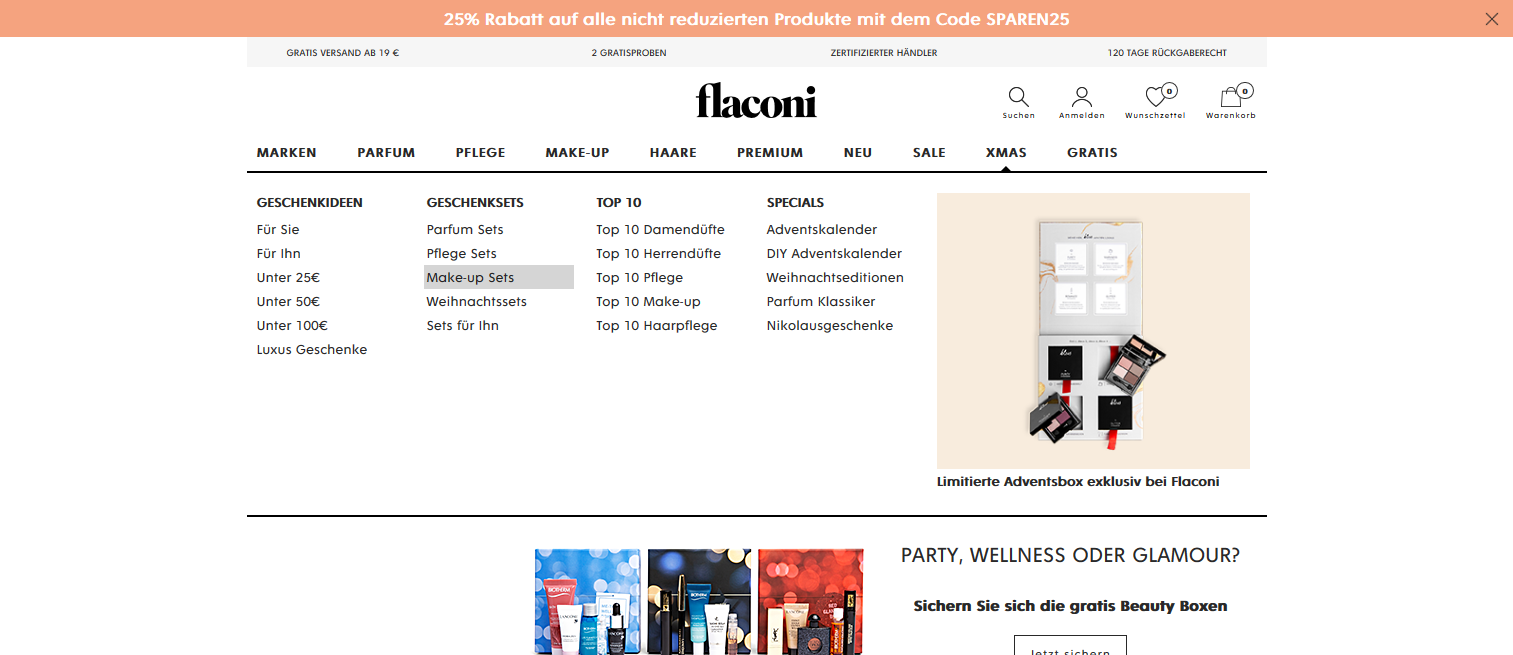 25% Rabatt auf alle nicht reduzierten Produkte mit dem Code SPAREN25
GRATIS VERSAND AB 19 € 2 GRATISPROBEN ZERTIFIZIERTER HÄNDLER 120 TAGE RÜCKGABERECHT
flaconi
0 0
Suchen Anmelden Wunschzettel Warenkorb
MARKEN PARFUM PFLEGE MAKE-UP HAARE PREMIUM NEU SALE XMAS GRATIS
GESCHENKIDEEN
Für Sie
Für Ihn
Unter 25€
Unter 50€
Unter 100€
Luxus Geschenke
GESCHENKSETS
Parfum Sets
Pflege Sets
Make-up Sets
Weihnachtssets
Sets für Ihn
TOP 10
Top 10 Damendüfte
Top 10 Herrendüfte
Top 10 Pflege
Top 10 Make-up
Top 10 Haarpflege
SPECIALS
Adventskalender
DIY Adventskalender
Weihnachtseditionen
Parfum Klassiker
Nikolausgeschenke
Limitierte Adventsbox exklusiv bei Flaconi
PARTY, WELLNESS ODER GLAMOUR?
Sichern Sie sich die gratis Beauty Boxen
Jetzt sichern
BIOTHERM
LANCÔME
BIOTHERM